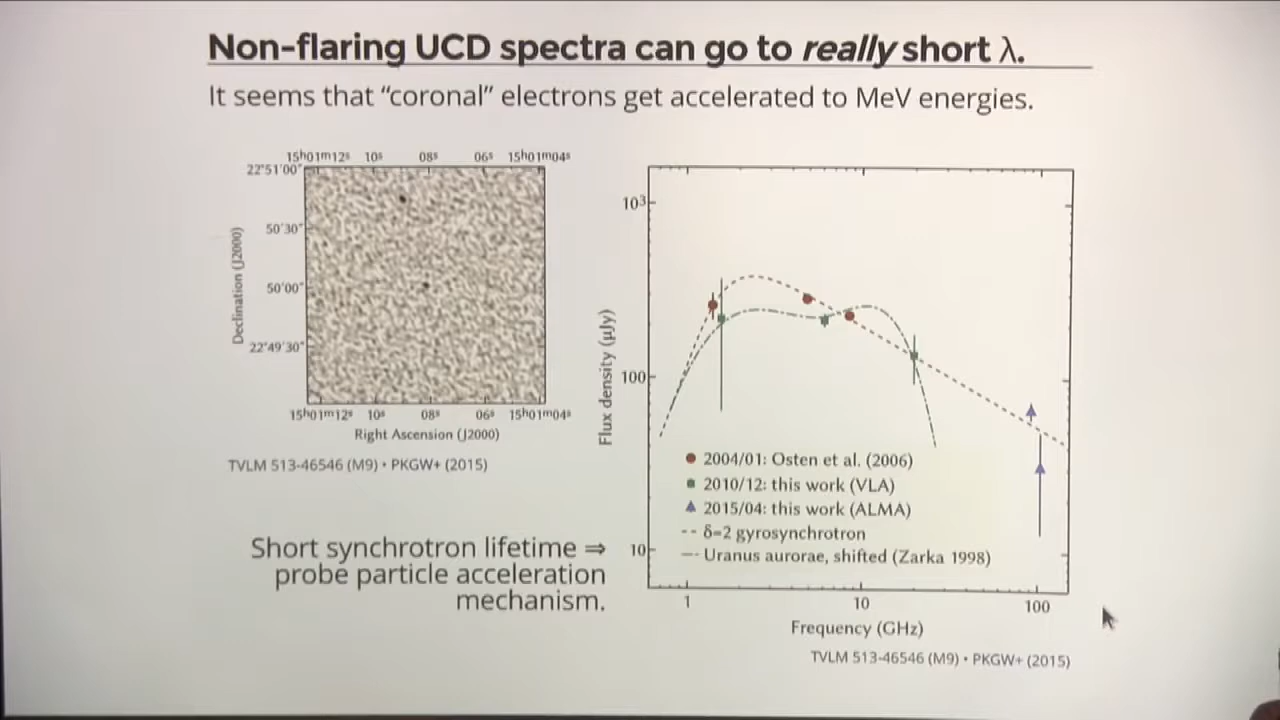 Non-flaring UCD spectra can go to really short λ.
It seems that “coronal” electrons get accelerated to MeV energies.
15h01m12s 10s 08s 06s 15h01m04s
22°51'00"
50'30"
50'00"
22°49'30"
Declination (J2000)
15h01m12s 10s 08s 06s 15h01m04s
Right Ascension (J2000)
TVLM 513-46546 (M9) • PKGW+ (2015)
Short synchrotron lifetime ⇒
probe particle acceleration
mechanism.
10³
100
10
Flux density (μJy)
2004/01: Osten et al. (2006)
2010/12: this work (VLA)
2015/04: this work (ALMA)
δ=2 gyrosynchrotron
Uranus aurorae, shifted (Zarka 1998)
1 10 100
Frequency (GHz)
TVLM 513-46546 (M9) • PKGW+ (2015)